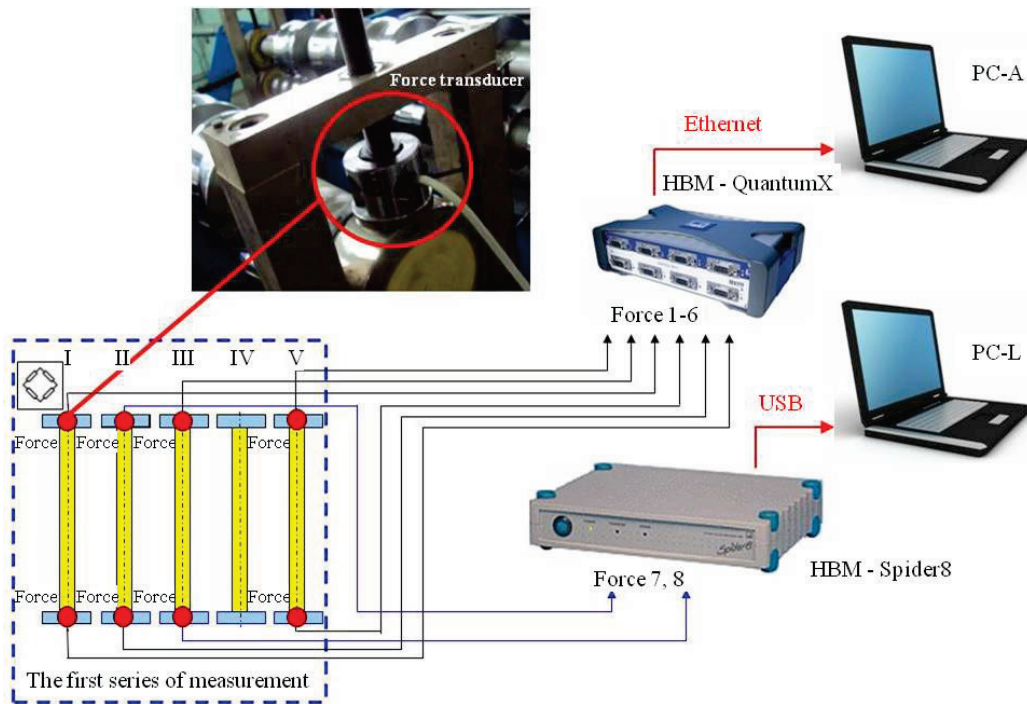 Force transducer
PC-A
Ethernet
HBM - QuantumX
Force 1-6
PC-L
USB
I II III IV V
Force Force Force Force
Spider8
HBM - Spider8
Force 7, 8
Force Force Force Force
The first series of measurement